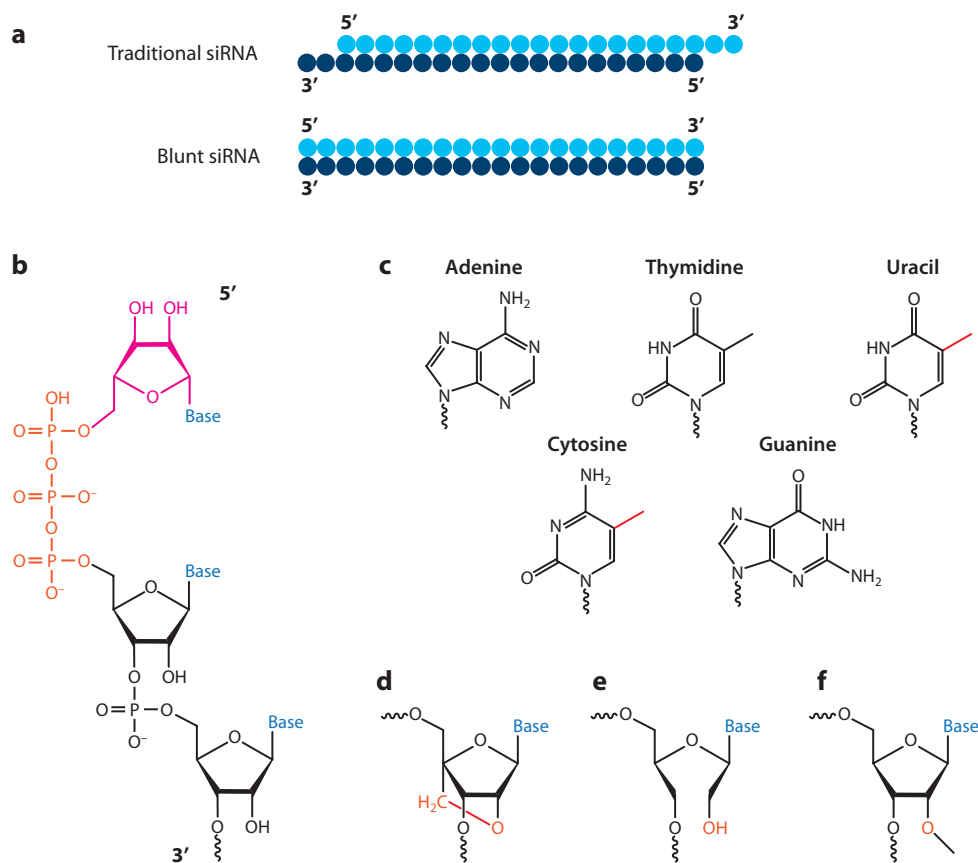 a
5′ 3′
Traditional siRNA
3′ 5′
5′ 3′
Blunt siRNA
3′ 5′
b
5′
OH OH
O
Base
OH
O P O
O
O P O–
O
O P O
O–
Base
O
O OH
O P O
O–
Base
O
O OH
3′
c
Adenine
NH2
N N
N N
Thymidine
O
HN
O N
Uracil
O
HN
O N
Cytosine
NH2
N
O N
Guanine
O
N NH
N N NH2
d
O
O Base
H2C
O O
e
O
O Base
O OH
f
O
O Base
O O